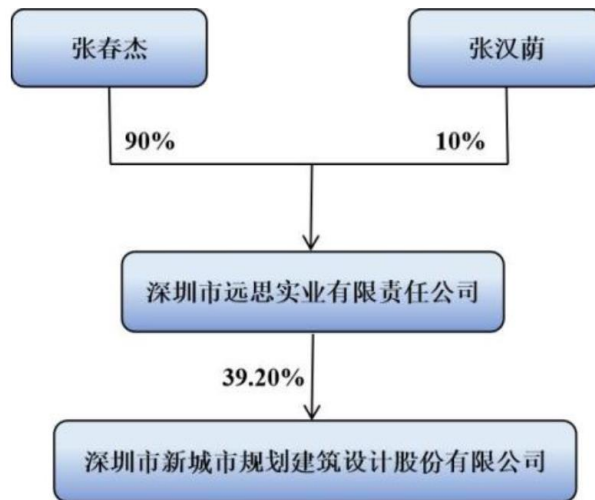 张春杰
张汉荫
90%
10%
深圳市远思实业有限责任公司
39.20%
深圳市新城市规划建筑设计股份有限公司